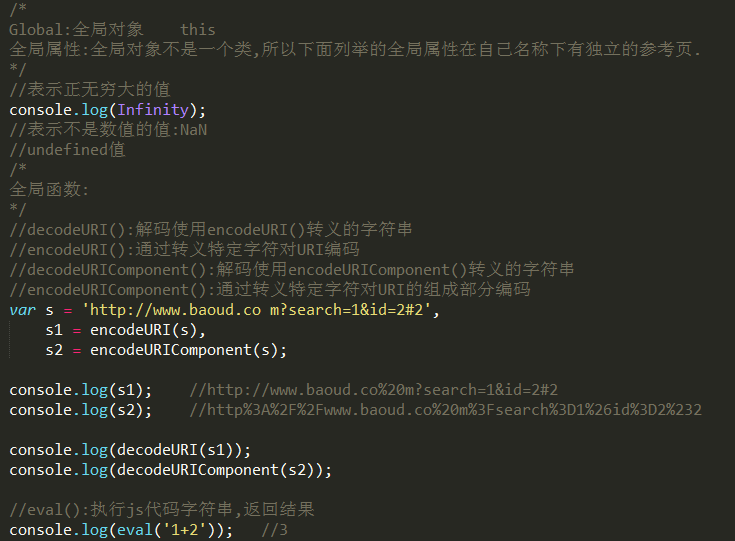 /*
Global:全局对象    this
全局属性:全局对象不是一个类,所以下面列举的全局属性在自己名称下有独立的参考页.
*/
//表示正无穷大的值
console.log(Infinity);
//表示不是数值的值:NaN
//undefined值
/*
全局函数:
*/
//decodeURI():解码使用encodeURI()转义的字符串
//encodeURI():通过转义特定字符对URI编码
//decodeURIComponent():解码使用encodeURIComponent()转义的字符串
//encodeURIComponent():通过转义特定字符对URI的组成部分编码
var s = 'http://www.baoud.co m?search=1&id=2#2',
    s1 = encodeURI(s),
    s2 = encodeURIComponent(s);
console.log(s1);    //http://www.baoud.co%20m?search=1&id=2#2
console.log(s2);    //http%3A%2F%2Fwww.baoud.co%20m%3Fsearch%3D1%26id%3D2%232
console.log(decodeURI(s1));
console.log(decodeURIComponent(s2));
//eval():执行js代码字符串,返回结果
console.log(eval('1+2'));   //3